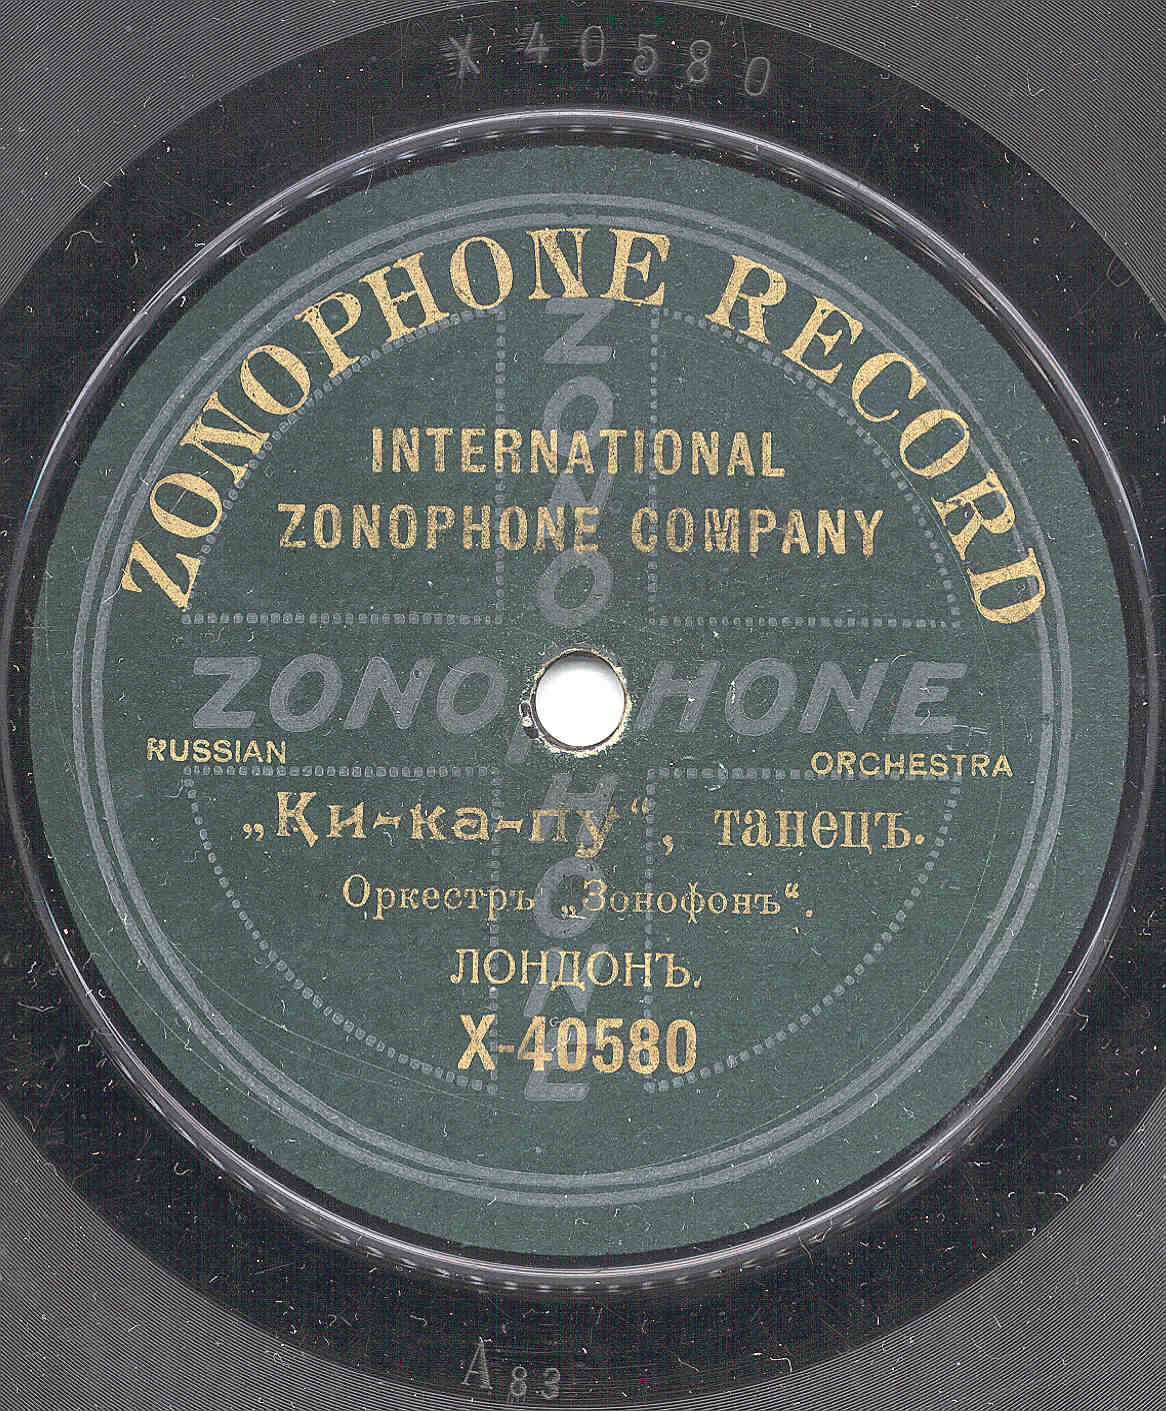 X 40580
ZONOPHONE RECORD
INTERNATIONAL
ZONOPHONE COMPANY
ZONOPHONE
ZONOPHONE
RUSSIAN ORCHESTRA
„Ки-ка-пу“, танецъ.
Оркестръ „Зонофонъ“.
ЛОНДОНЪ.
X-40580
A 83